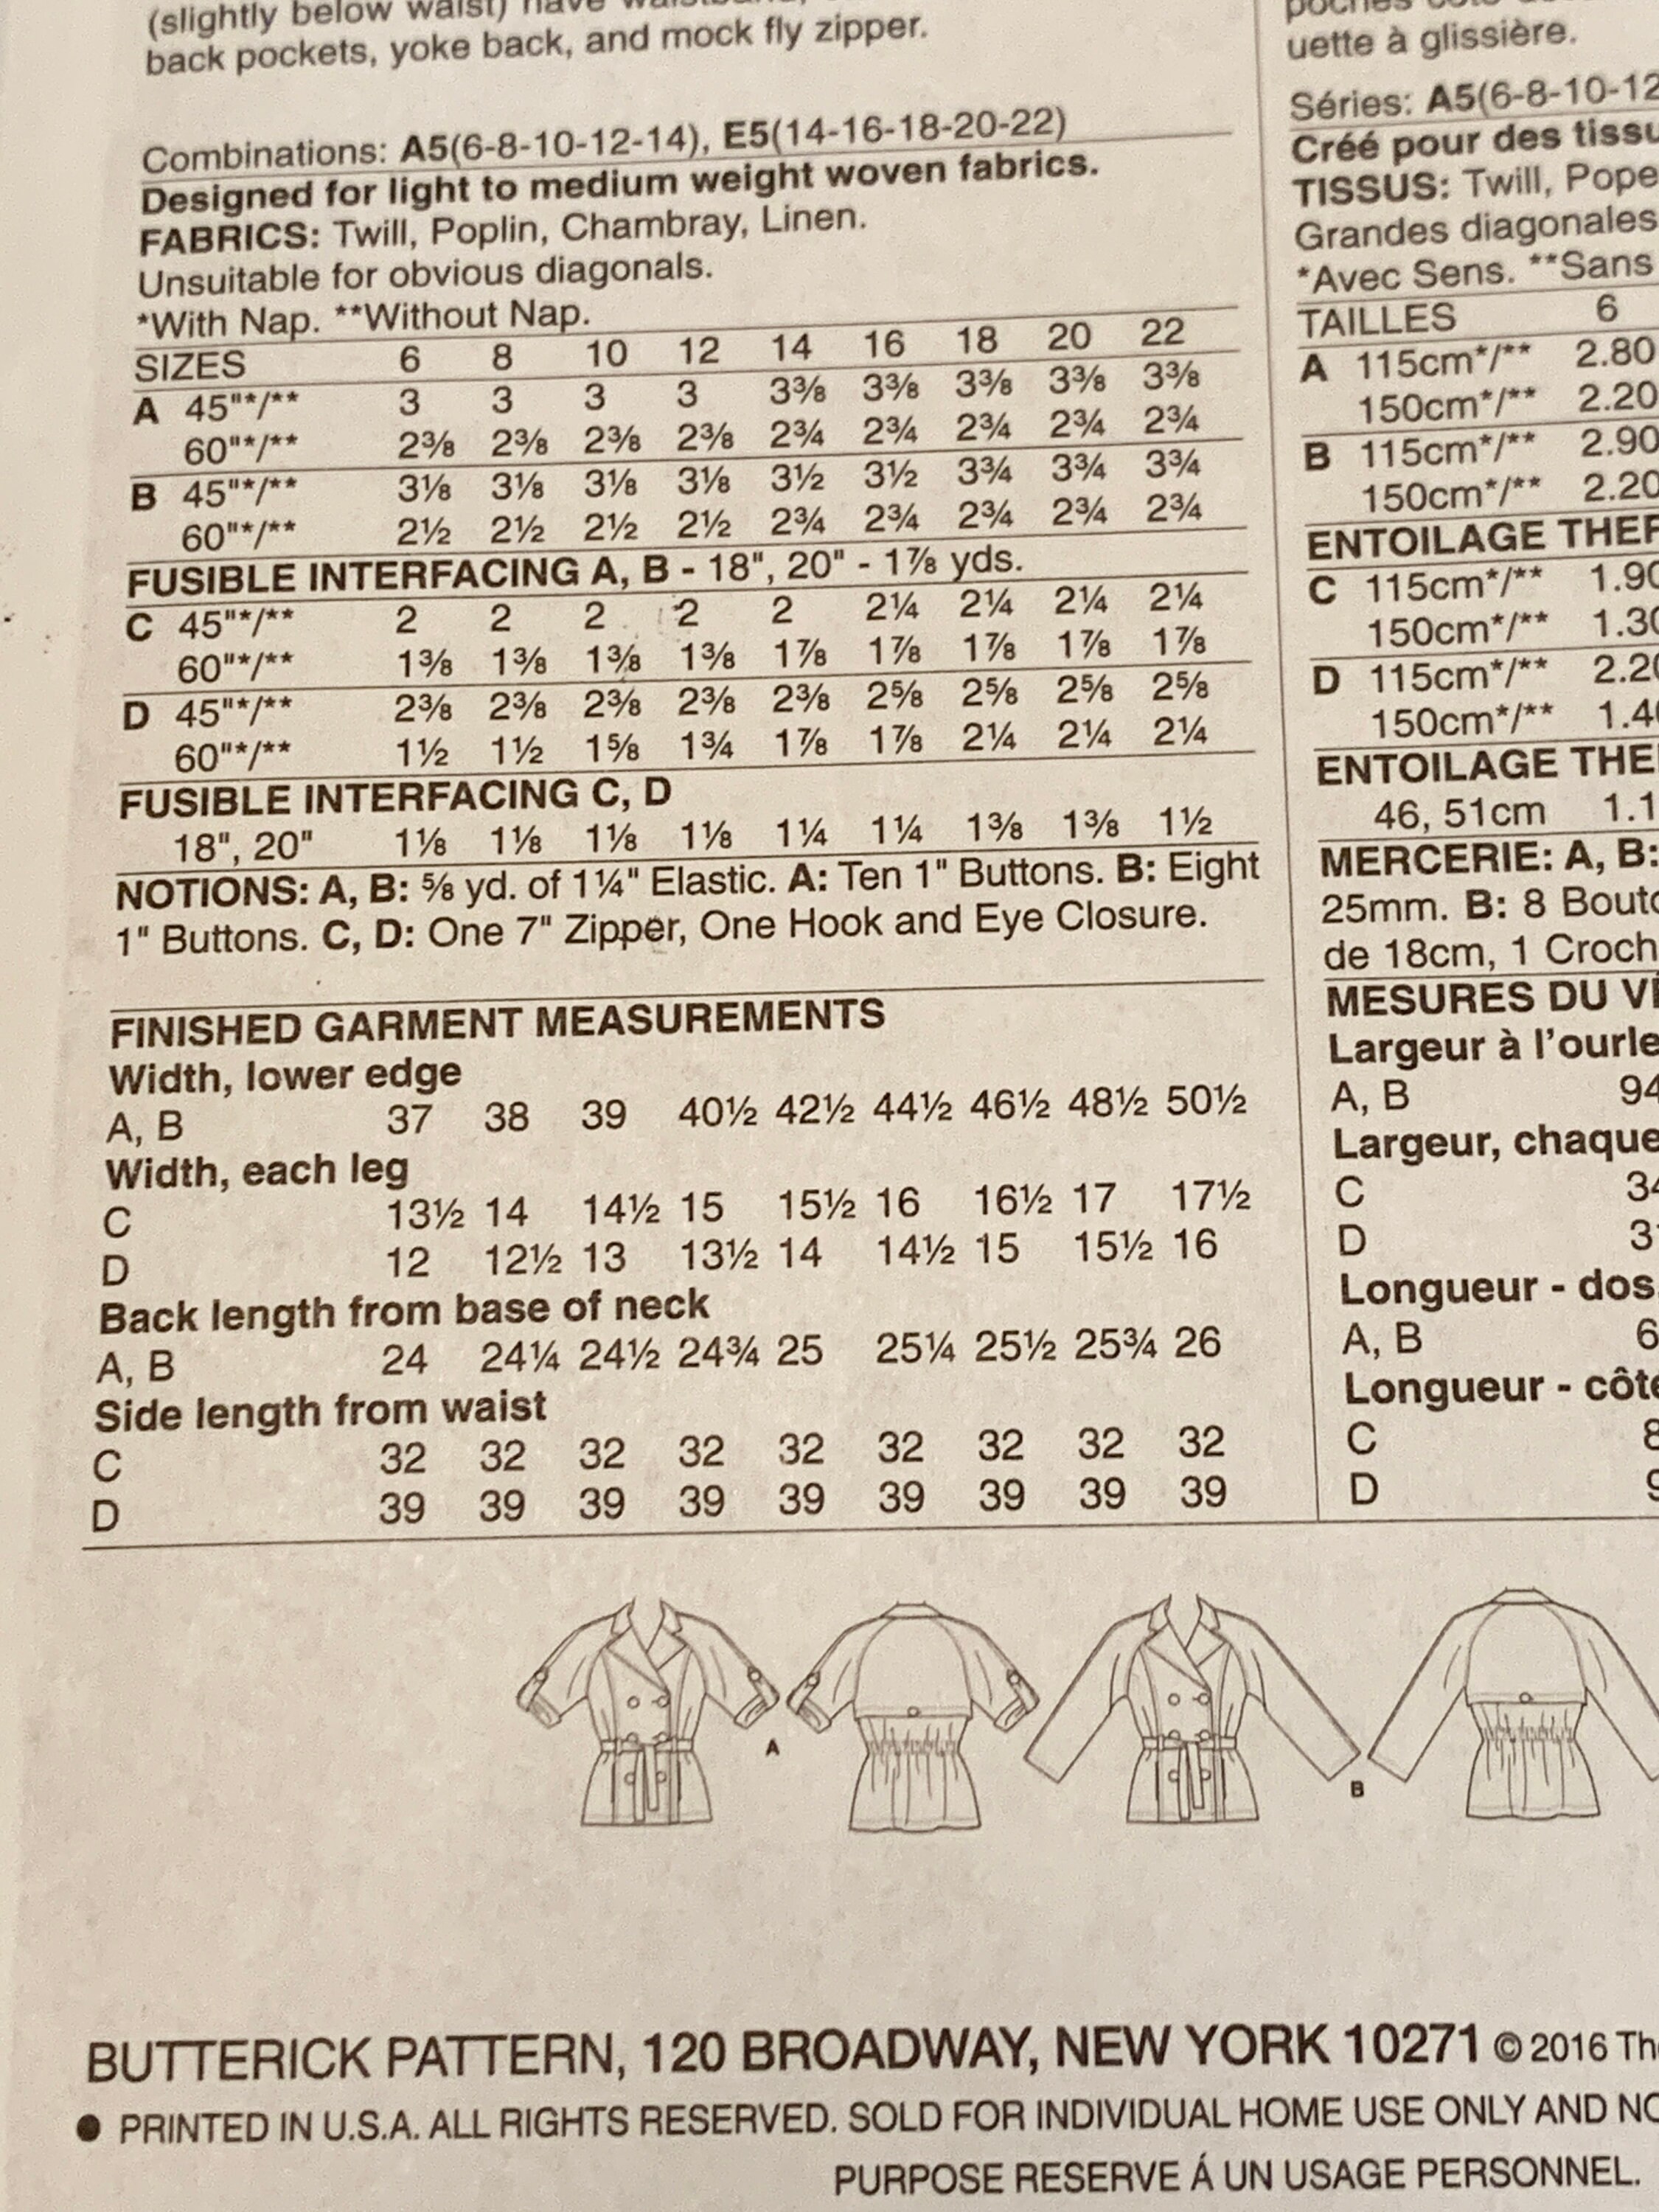 (slightly below waist) have waistband,
back pockets, yoke back, and mock fly zipper.
Combinations: A5(6-8-10-12-14), E5(14-16-18-20-22)
Designed for light to medium weight woven fabrics.
FABRICS: Twill, Poplin, Chambray, Linen.
Unsuitable for obvious diagonals.
*With Nap. **Without Nap.
SIZES 6 8 10 12 14 16 18 20 22
A 45"*/** 3 3 3 3 3⅜ 3⅜ 3⅜ 3⅜ 3⅜
60"*/** 2⅜ 2⅜ 2⅜ 2⅜ 2¾ 2¾ 2¾ 2¾ 2¾
B 45"*/** 3⅛ 3⅛ 3⅛ 3⅛ 3½ 3½ 3¾ 3¾ 3¾
60"*/** 2½ 2½ 2½ 2½ 2¾ 2¾ 2¾ 2¾ 2¾
FUSIBLE INTERFACING A, B - 18", 20" - 1⅞ yds.
C 45"*/** 2 2 2 2 2 2¼ 2¼ 2¼ 2¼
60"*/** 1⅜ 1⅜ 1⅜ 1⅜ 1⅞ 1⅞ 1⅞ 1⅞ 1⅞
D 45"*/** 2⅜ 2⅜ 2⅜ 2⅜ 2⅜ 2⅝ 2⅝ 2⅝ 2⅝
60"*/** 1½ 1½ 1⅝ 1¾ 1⅞ 1⅞ 2¼ 2¼ 2¼
FUSIBLE INTERFACING C, D
18", 20" 1⅛ 1⅛ 1⅛ 1⅛ 1¼ 1¼ 1⅜ 1⅜ 1½
NOTIONS: A, B: ⅝ yd. of 1¼" Elastic. A: Ten 1" Buttons. B: Eight
1" Buttons. C, D: One 7" Zipper, One Hook and Eye Closure.
FINISHED GARMENT MEASUREMENTS
Width, lower edge
A, B 37 38 39 40½ 42½ 44½ 46½ 48½ 50½
Width, each leg
C 13½ 14 14½ 15 15½ 16 16½ 17 17½
D 12 12½ 13 13½ 14 14½ 15 15½ 16
Back length from base of neck
A, B 24 24¼ 24½ 24¾ 25 25¼ 25½ 25¾ 26
Side length from waist
C 32 32 32 32 32 32 32 32 32
D 39 39 39 39 39 39 39 39 39
poches côté
uette à glissière.
Séries: A5(6-8-10-12
Créé pour des tissu
TISSUS: Twill, Pope
Grandes diagonales
*Avec Sens. **Sans
TAILLES 6
A 115cm*/** 2.80
150cm*/** 2.20
B 115cm*/** 2.90
150cm*/** 2.20
ENTOILAGE THER
C 115cm*/** 1.90
150cm*/** 1.30
D 115cm*/** 2.20
150cm*/** 1.40
ENTOILAGE THE
46, 51cm 1.1
MERCERIE: A, B:
25mm. B: 8 Bouto
de 18cm, 1 Croch
MESURES DU VÊ
Largeur à l'ourle
A, B 94
Largeur, chaque
C 34
D 3
Longueur - dos
A, B 6
Longueur - côté
C 8
D 9
A
B
BUTTERICK PATTERN, 120 BROADWAY, NEW YORK 10271 © 2016 The
● PRINTED IN U.S.A. ALL RIGHTS RESERVED. SOLD FOR INDIVIDUAL HOME USE ONLY AND NO
PURPOSE RESERVE Á UN USAGE PERSONNEL.